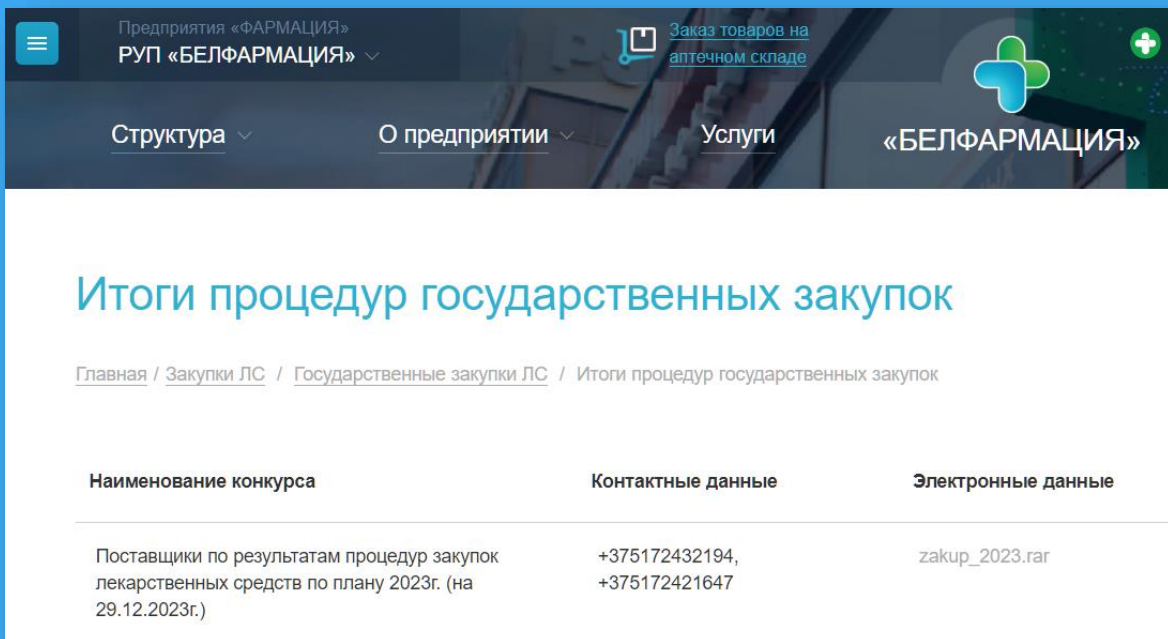 Предприятия «ФАРМАЦИЯ»
РУП «БЕЛФАРМАЦИЯ»
Заказ товаров на
аптечном складе
Структура
О предприятии
Услуги
«БЕЛФАРМАЦИЯ»
Итоги процедур государственных закупок
Главная / Закупки ЛС / Государственные закупки ЛС / Итоги процедур государственных закупок
Наименование конкурса
Контактные данные
Электронные данные
Поставщики по результатам процедур закупок
лекарственных средств по плану 2023г. (на
29.12.2023г.)
+375172432194,
+375172421647
zakup_2023.rar